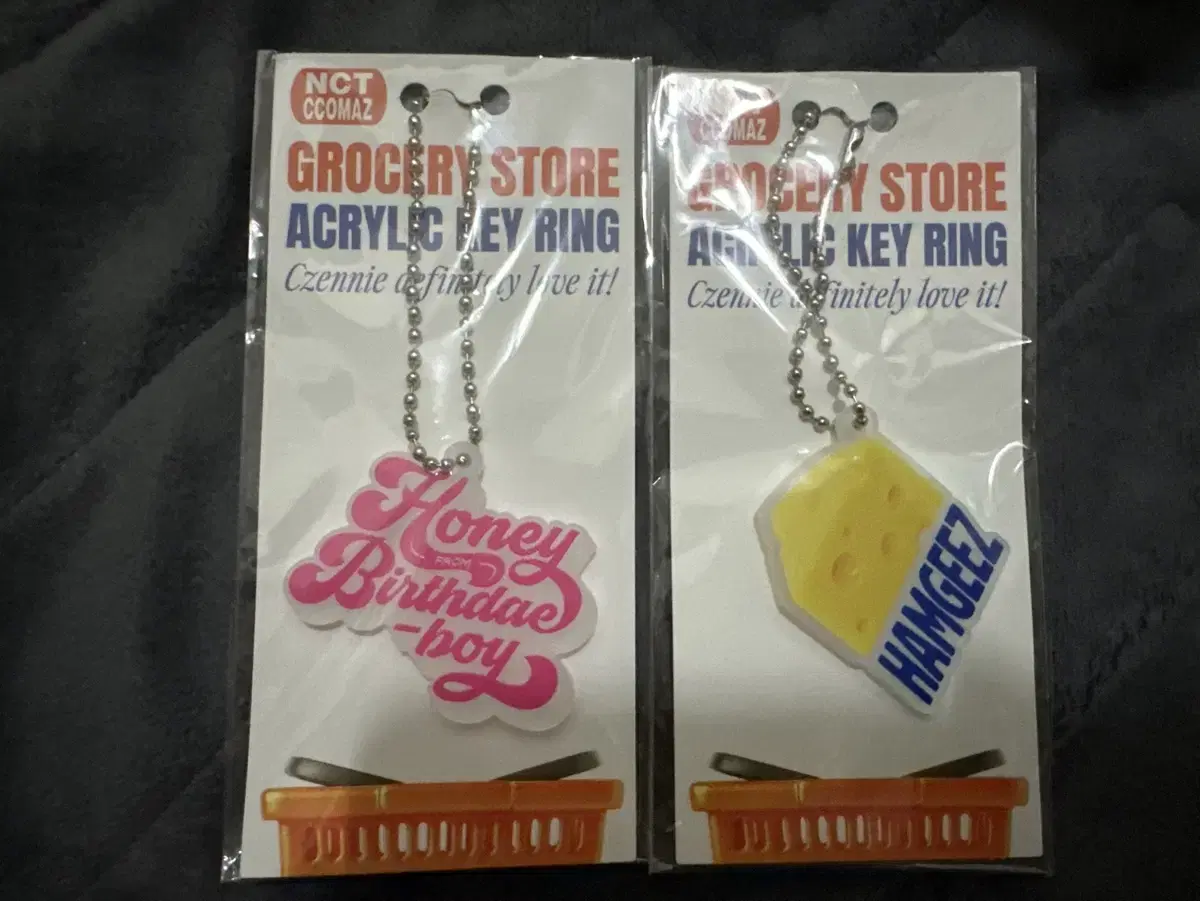 NCT
CCOMAZ
GROCERY STORE
ACRYLIC KEY RING
Czennie definitely love it!
Honey
FROM
Birthdae
-boy
CCOMAZ
GROCERY STORE
ACRYLIC KEY RING
Czennie definitely love it!
HAMGEEZ